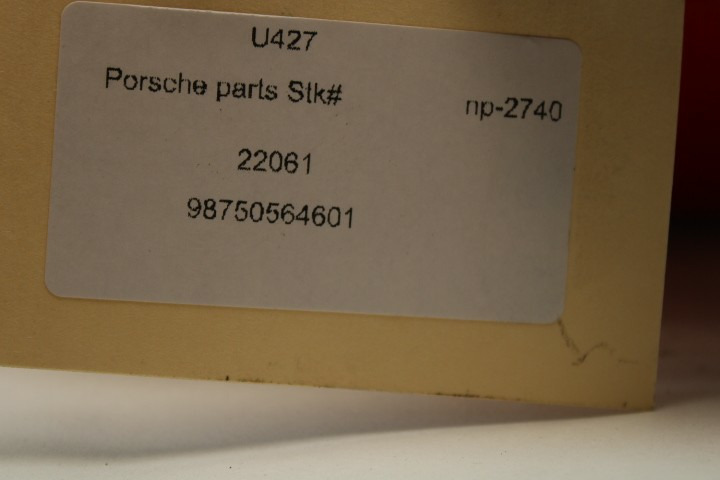 U427
Porsche parts Stk#
np-2740
22061
98750564601